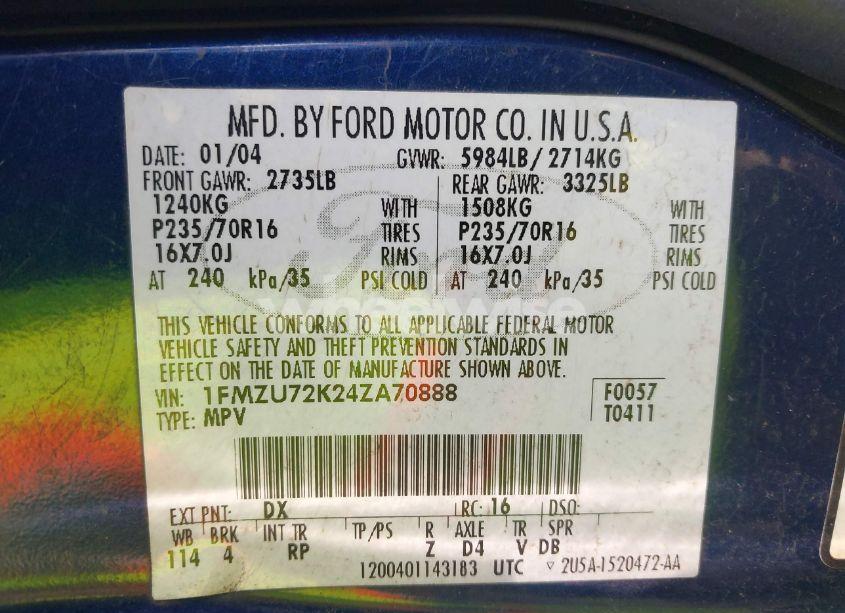 MFD. BY FORD MOTOR CO. IN U.S.A.
DATE: 01/04 GVWR: 5984LB/ 2714KG
FRONT GAWR: 2735LB REAR GAWR: 3325LB
1240KG WITH 1508KG WITH
P235/70R16 TIRES P235/70R16 TIRES
16X7.0J RIMS 16X7.0J RIMS
AT 240 kPa/35 PSI COLD AT 240 kPa/35 PSI COLD
THIS VEHICLE CONFORMS TO ALL APPLICABLE FEDERAL MOTOR
VEHICLE SAFETY AND THEFT PREVENTION STANDARDS IN
EFFECT ON THE DATE OF MANUFACTURE SHOWN ABOVE.
VIN: 1FMZU72K24ZA70888 F0057
TYPE: MPV T0411
EXT PNT: DX RC: 16 DSO:
WB BRK INT TR TP/PS R AXLE TR SPR
114 4 RP Z D4 V DB
1200401143183 UTC ▿ 2U5A-1520472-AA